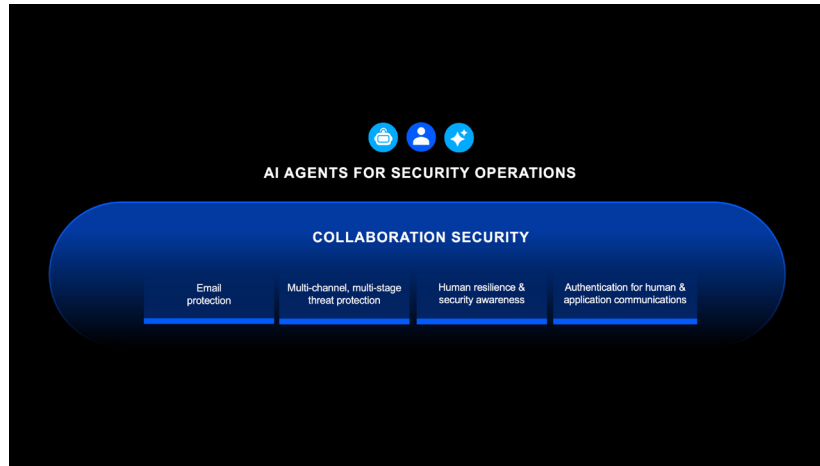 AI AGENTS FOR SECURITY OPERATIONS
COLLABORATION SECURITY
Email
protection
Multi-channel, multi-stage
threat protection
Human resilience &
security awareness
Authentication for human &
application communications